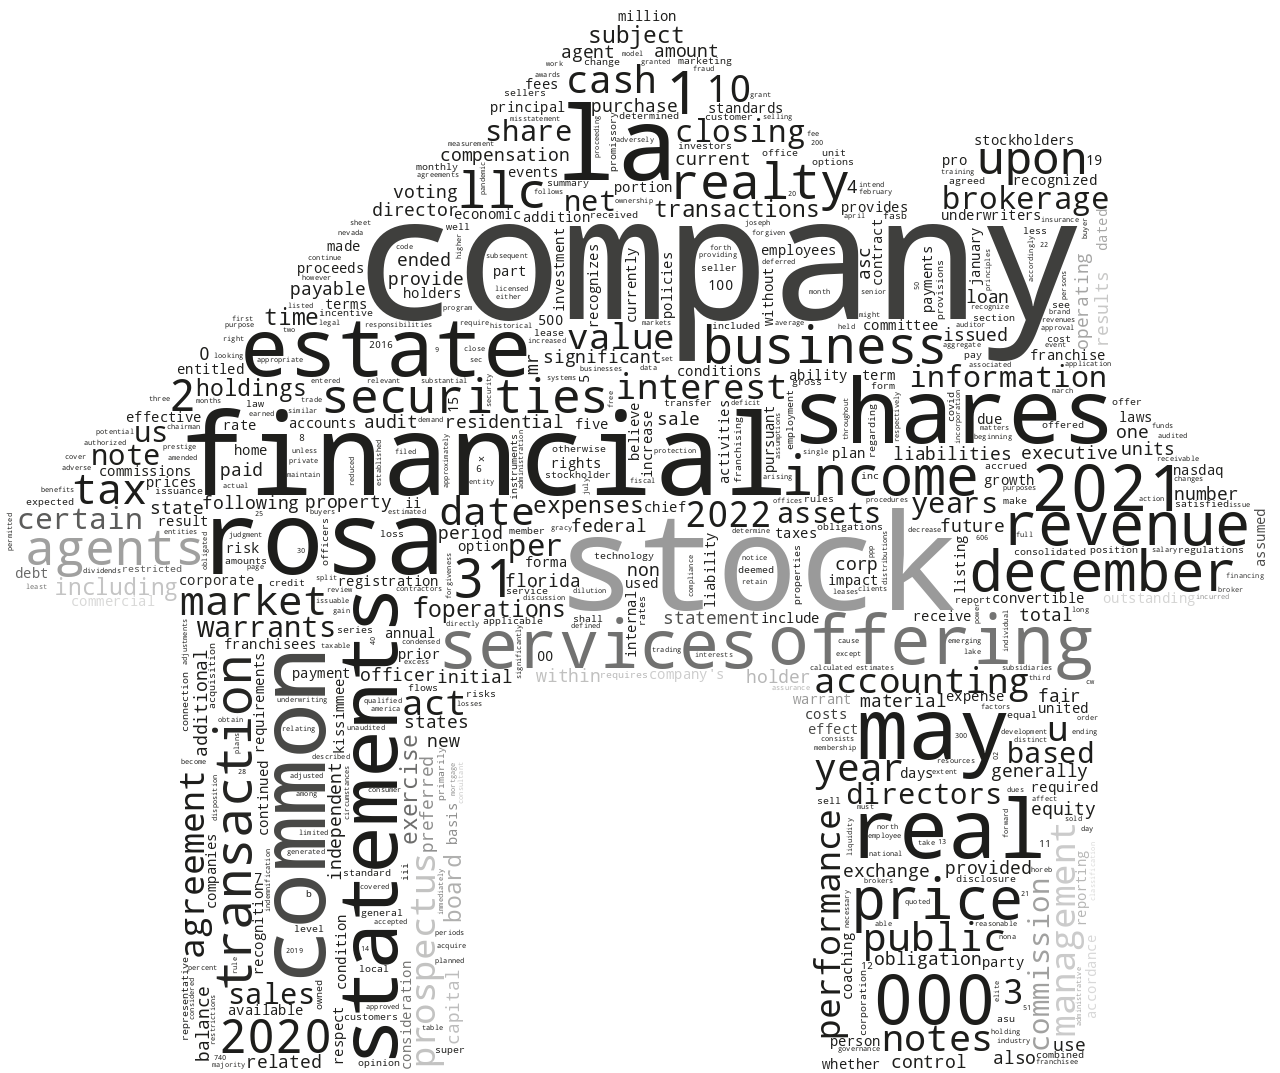 million
subject
agent model amount
work change granted marketing
awards cash fraud
fees 1 10 grant
sellers
principal la purchase standards
misstatement determined customer selling
share promissory closing fee
proceeding adversely investors 200
measurement compensation current office unit
monthly events portion options
agreements pandemic summary realty
voting llc follows net ownership 20 4 intend
february
director economic addition received transactions provides
stockholders
pro upon 19
training
agreed recognized
brokerage
underwriters insurance
sheet well joseph april fasb less buyer dated
nevada company
made code higher subsequent forth forgiven employees asc 22
continue ended providing contract january accordingly
proceeds provide part investment recognizes currently policies seller deferred without payments operating results
however licensed
payable holders either 100 month senior 50 provisions loan principles persons
listed program
terms incentive 500 markets average might recognize see
first time legal responsibilities require historical held section brand
purpose two lease value included committee auditor issued revenues
right estate 2016 9 close increased business aggregate cost approval
0 looking sec mr significant set pay event franchise
entitled appropriate businesses data conditions associated application
three 2 holdings entered relevant substantial security systems 5 interest ability term information
months law trade securities 151 free gross form march
effective earned similar transfer deficit shares offer
potential chairman rate accounts audit demand residential five sale covid due laws funds
authorized us prestige home 8 unless filed x otherwise believe activities pursuant employment throughout regarding respectively incorporation matters offered one audited
cover note financial 6 rights increase franchising assumptions single plan liabilities beginning executive receivable
adverse prices commissions paid private reduced established approximately entity stockholder protection fiscal arising inc income accrued nasdaq
benefits tax issuance actual instruments july growth 2021 action changes
expected state following property ii date expenses chief 2022 assets rules procedures years make number
certain result 25 buyers estimated member gracy federal determine taxes obligations decrease future satisfied issue
permitted entities rosa loss period 606 full revenue assumed
agents obligated risk judgment 30 officers option per technology stock notice ppp listing consolidated position salary regulations
debt dividends restricted amounts page forma non liability deemed corp december financing
least including corporate credit split registration forgiveness 31 florida used compliance retain properties impact distributions broker
commercial market issuable review contractors service dilution leases clients report convertible outstanding incurred
warrants gain foperations discussion internal rates statement include receive power total long
adjustments franchisees series 40 annual directly applicable shall defined individual
taxable condensed services trading cause emerging offering
connection acquisition requirements payment underwriting prior excess significantly 00 interests except lake
additional common kissimmee officer initial within requires company's holder calculated estimates subsidiaries
qualified flows risks assurance accounting third cw
transaction america act losses warrant material expense fair
obtain relating unaudited states costs may factors equal united order
plans described new effect 300 u development ending
become continued statements exercise preferred primarily mortgage consultant consists distinct
28 adjusted circumstances membership resources 02 based
agreement disposition among consumer year days extent generally
independent directors dues required
companies limited basis sell must affect equity
generated liquidity north real forward sold
indemnification standard iii performance employee take 13 day
7 covered national 11 management
recognition b board exchange provided horeb classification
general immediately brokers disclosure reporting
level accepted prospectus necessary price 21 commission
2019 14 periods quoted
condition acquire able reasonable
percent rule local planned public nona
representative considered coaching 12 obligation party accordance
sales owned approved consideration capital corporation 000 elite 3
restrictions available customers 51 administrative
balance 2020 respect table asu
740 super person notes holding use
majority related opinion governance industry
whether control also combined
franchisee